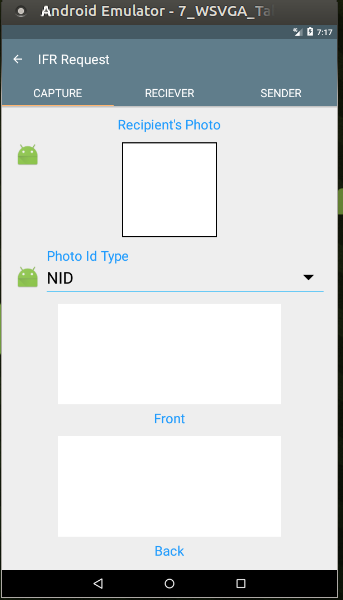 Android Emulator - 7_WSVGA_Ta
7:17
IFR Request
CAPTURE RECIEVER SENDER
Recipient's Photo
Photo Id Type
NID
Front
Back